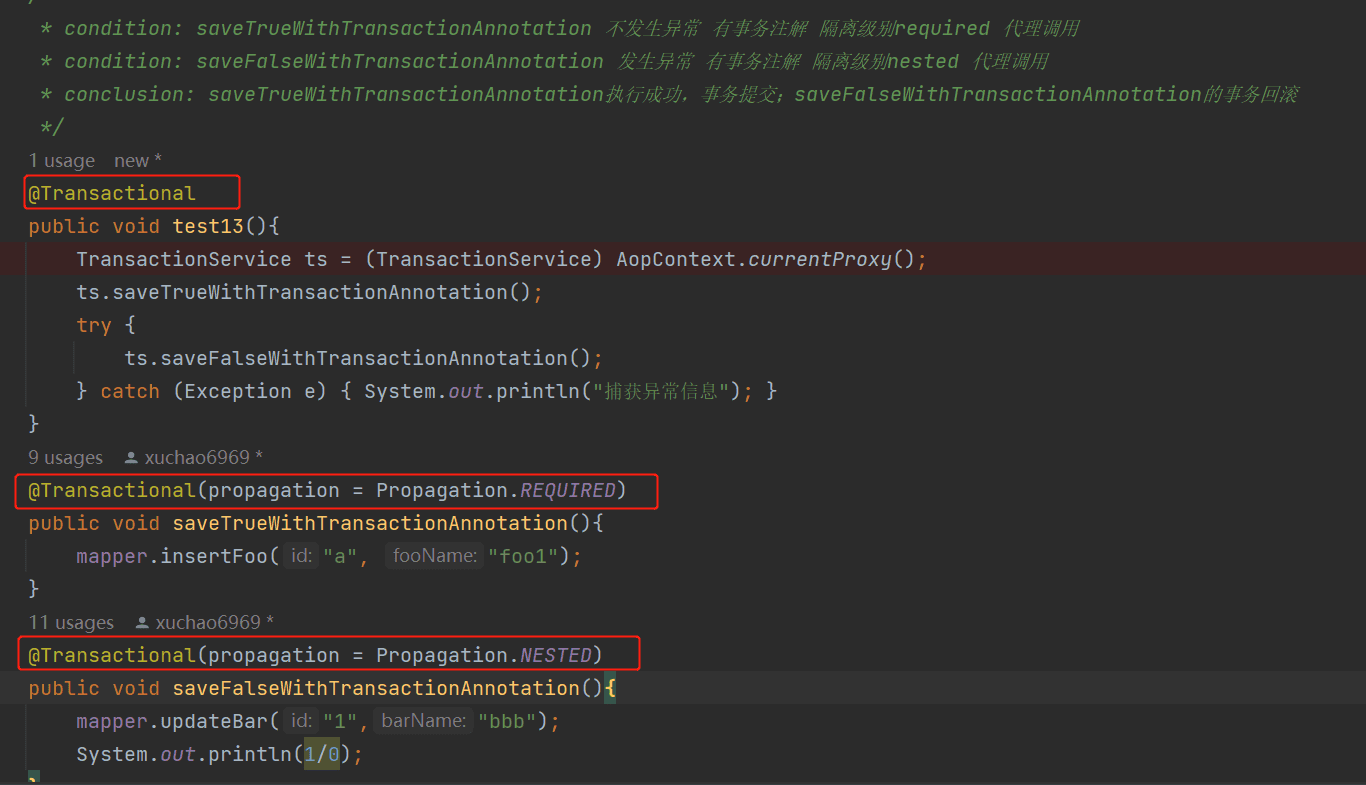 * condition: saveTrueWithTransactionAnnotation 不发生异常 有事务注解 隔离级别required 代理调用
* condition: saveFalseWithTransactionAnnotation 发生异常 有事务注解 隔离级别nested 代理调用
* conclusion: saveTrueWithTransactionAnnotation执行成功，事务提交；saveFalseWithTransactionAnnotation的事务回滚
*/
1 usage new *
@Transactional
public void test13(){
TransactionService ts = (TransactionService) AopContext.currentProxy();
ts.saveTrueWithTransactionAnnotation();
try {
ts.saveFalseWithTransactionAnnotation();
} catch (Exception e) { System.out.println("捕获异常信息"); }
}
9 usages xuchao6969 *
@Transactional(propagation = Propagation.REQUIRED)
public void saveTrueWithTransactionAnnotation(){
mapper.insertFoo( id: "a", fooName: "foo1");
}
11 usages xuchao6969 *
@Transactional(propagation = Propagation.NESTED)
public void saveFalseWithTransactionAnnotation(){
mapper.updateBar( id: "1", barName: "bbb");
System.out.println(1/0);